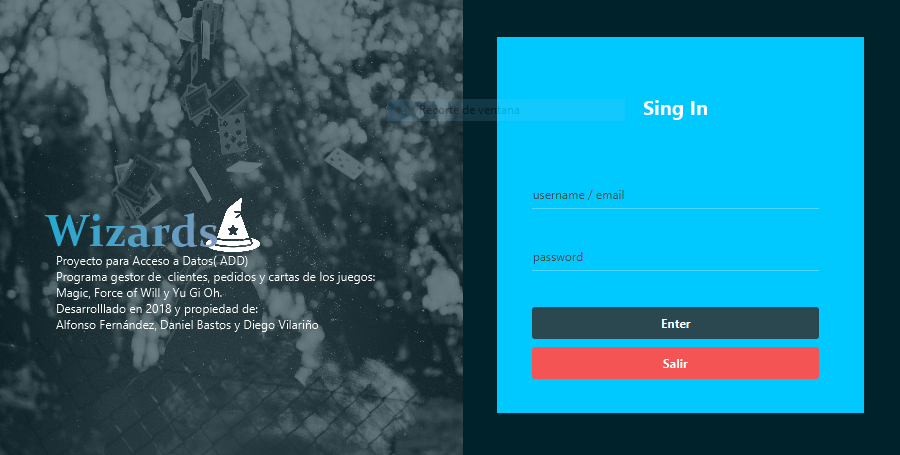 Wizards
Proyecto para Acceso a Datos( ADD)
Programa gestor de clientes, pedidos y cartas de los juegos:
Magic, Force of Will y Yu Gi Oh.
Desarrolllado en 2018 y propiedad de:
Alfonso Fernández, Daniel Bastos y Diego Vilariño
Recorte de ventana
Sing In
username / email
password
Enter
Salir